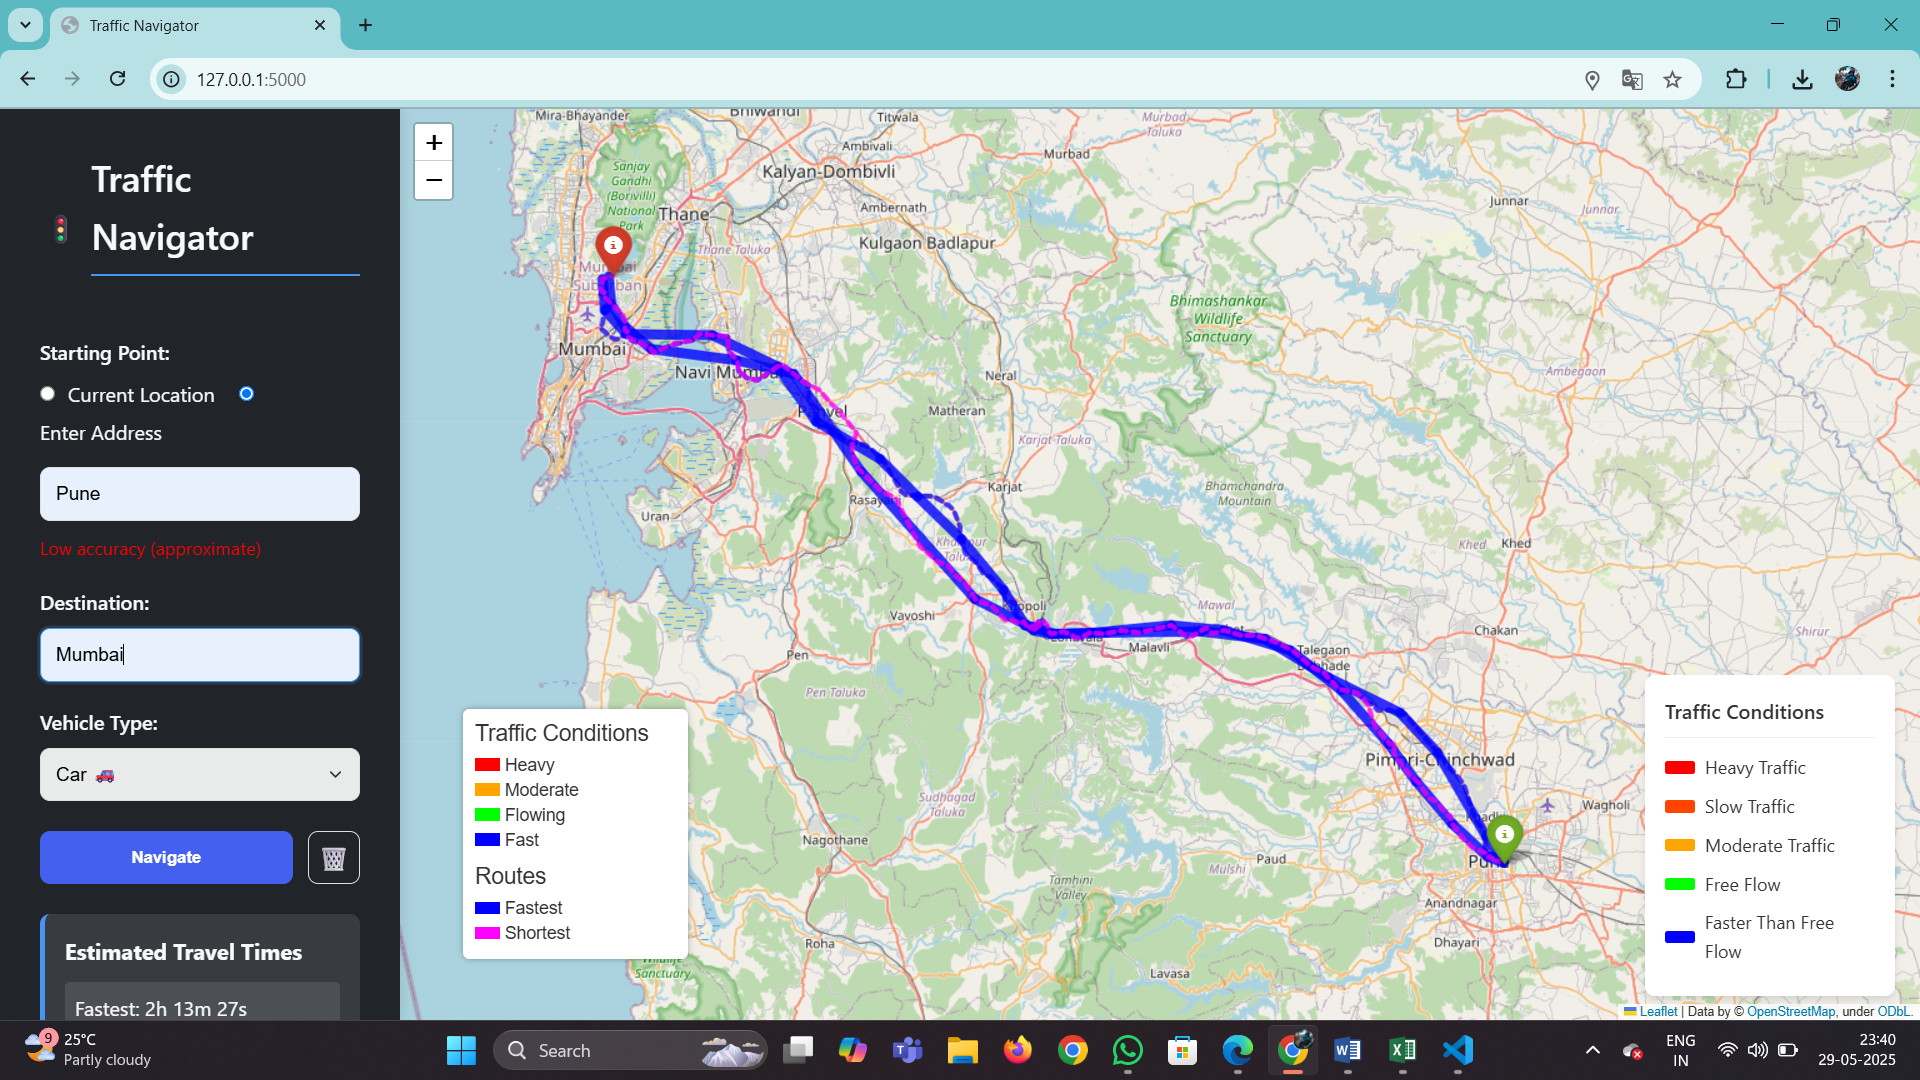 Traffic Navigator
127.0.0.1:5000
Traffic
Navigator
Starting Point:
Current Location
Enter Address
Pune
Low accuracy (approximate)
Destination:
Mumbai
Vehicle Type:
Car
Navigate
Estimated Travel Times
Fastest: 2h 13m 27s
+
−
Mira-Bhayander
Bhiwandi
Titwala
Murbad
Taluka
Ambivali
Murbad
Kalyan-Dombivli
Sanjay
Gandhi
(Borivili)
National
Park
Thane
Ambernath
Junnar
Junnar
Thane Taluka
Kulgaon Badlapur
Mumbai
Suburban
Bhimashankar
Wildlife
Sanctuary
Mumbai
Navi Mumbai
Neral
Ambegaon
Panvel
Matheran
Karjat Taluka
Rasayani
Karjat
Bhamchandra
Mountain
Uran
Khalapur
Taluka
Khed
Khed
Vavoshi
Khopoli
Mawal
Lonavala
Malavli
Chakan
Shirur
Pen
Talegaon
Dabhade
Pen Taluka
Pimpri-Chinchwad
Sudhagad
Taluka
Wagholi
Khadki
Nagothane
Paud
Mulshi
Pune
Tamhini
Valley
Anandnagar
Roha
Dhayari
Lavasa
Wildlife
Sanctuary
Traffic Conditions
Heavy
Moderate
Flowing
Fast
Routes
Fastest
Shortest
Traffic Conditions
Heavy Traffic
Slow Traffic
Moderate Traffic
Free Flow
Faster Than Free
Flow
Leaflet | Data by © OpenStreetMap, under ODbL.
9
25°C
Partly cloudy
Search
ENG
IN
23:40
29-05-2025